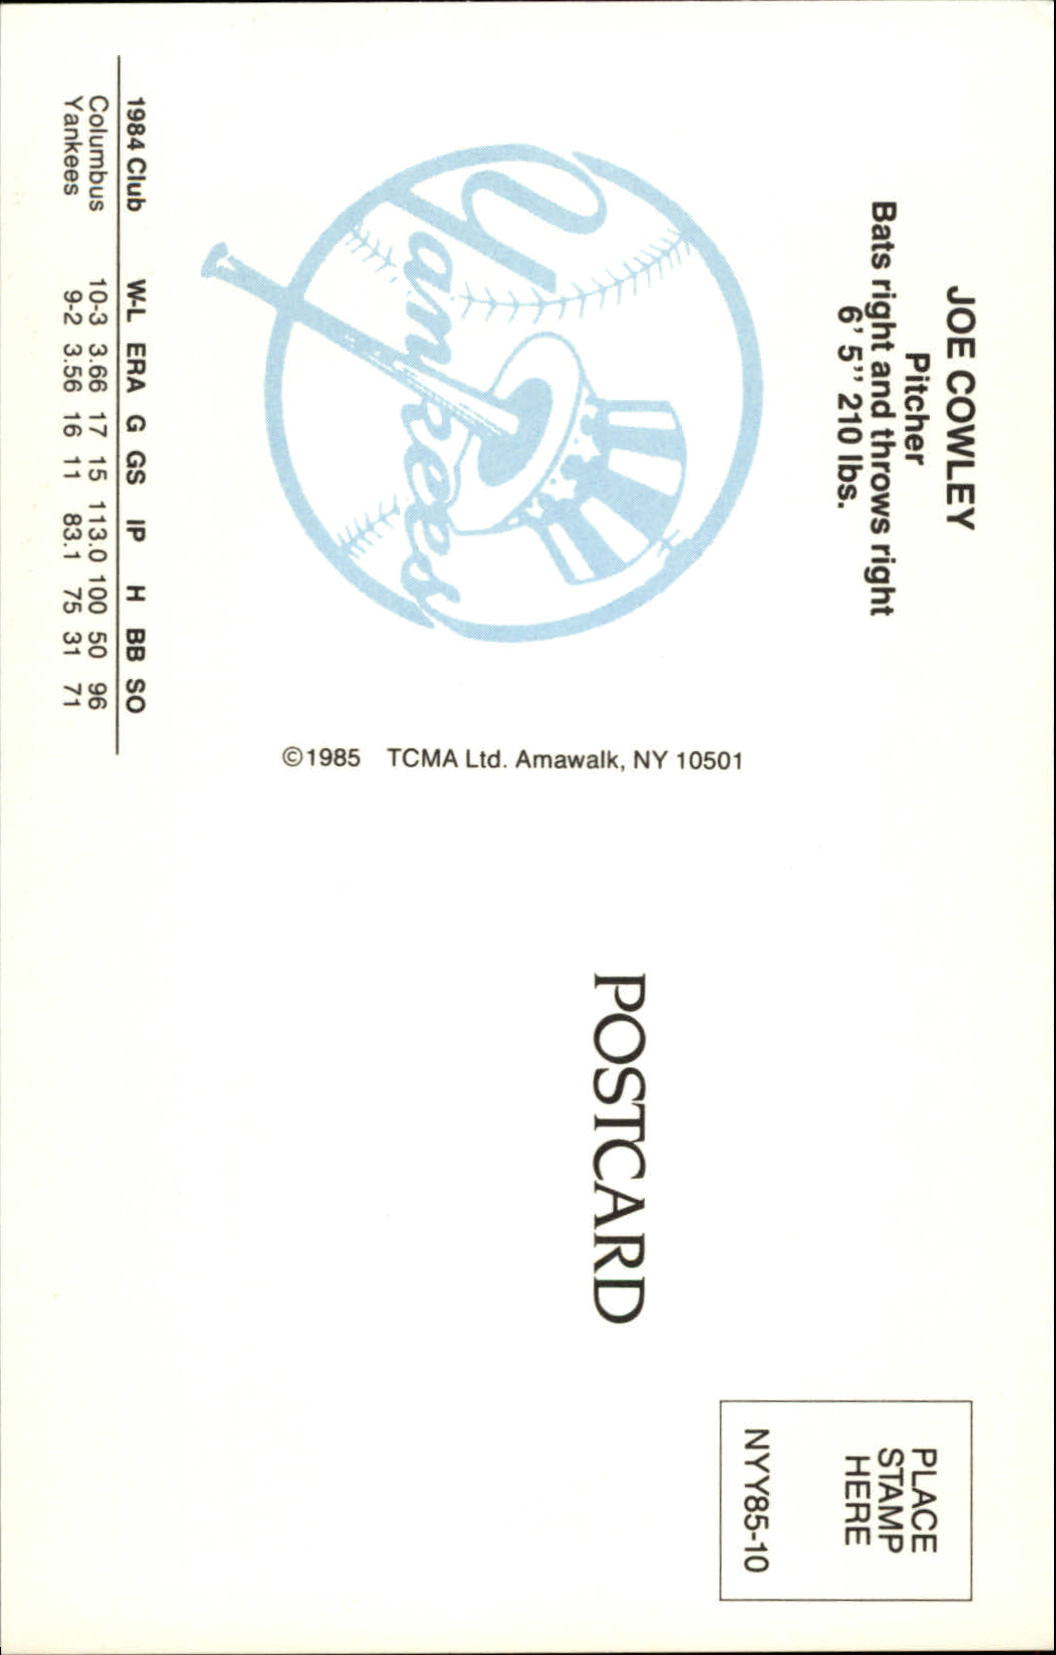 JOE COWLEY
Pitcher
Bats right and throws right
6' 5'' 210 lbs.
Yankees
1984 Club W-L ERA G GS IP H BB SO
Columbus 10-3 3.66 17 15 113.0 100 50 96
Yankees 9-2 3.56 16 11 83.1 75 31 71
©1985 TCMA Ltd. Amawalk, NY 10501
POSTCARD
PLACE
STAMP
HERE
NYY85-10